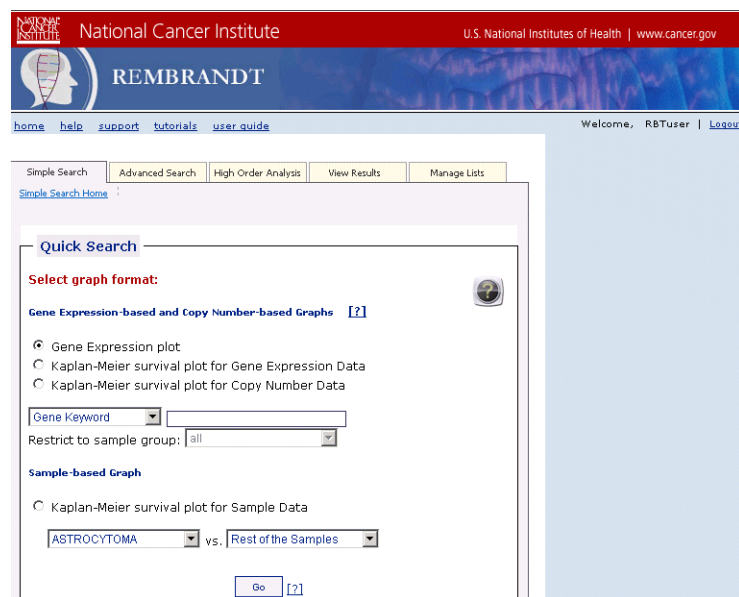 NATIONAL CANCER INSTITUTE
National Cancer Institute
U.S. National Institutes of Health | www.cancer.gov
REMBRANDT
home help support tutorials user guide
Welcome, RBTuser | Logout
Simple Search Advanced Search High Order Analysis View Results Manage Lists
Simple Search Home
Quick Search
Select graph format:
?
Gene Expression-based and Copy Number-based Graphs [?]
Gene Expression plot
Kaplan-Meier survival plot for Gene Expression Data
Kaplan-Meier survival plot for Copy Number Data
Gene Keyword
Restrict to sample group: all
Sample-based Graph
Kaplan-Meier survival plot for Sample Data
ASTROCYTOMA vs. Rest of the Samples
Go [?]